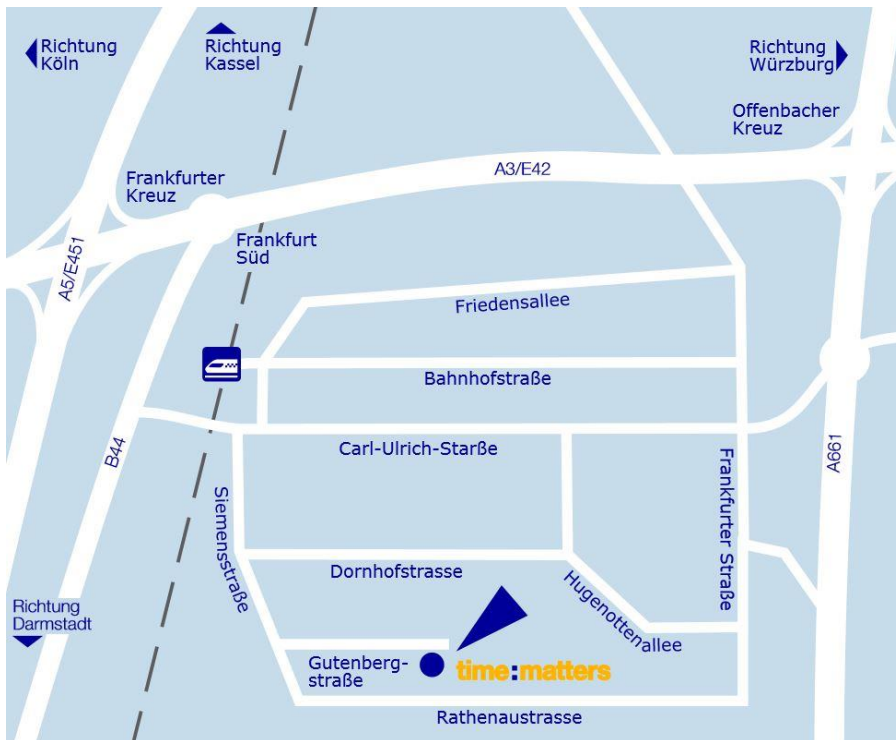 Richtung
Köln
Richtung
Kassel
Richtung
Würzburg
Offenbacher
Kreuz
A3/E42
Frankfurter
Kreuz
Frankfurt
Süd
A5/E451
Friedensallee
Bahnhofstraße
B44
Carl-Ulrich-Starße
A661
Siemensstraße
Frankfurter Straße
Dornhofstrasse
Hugenottenallee
Richtung
Darmstadt
Gutenberg-
straße
time:matters
Rathenaustrasse